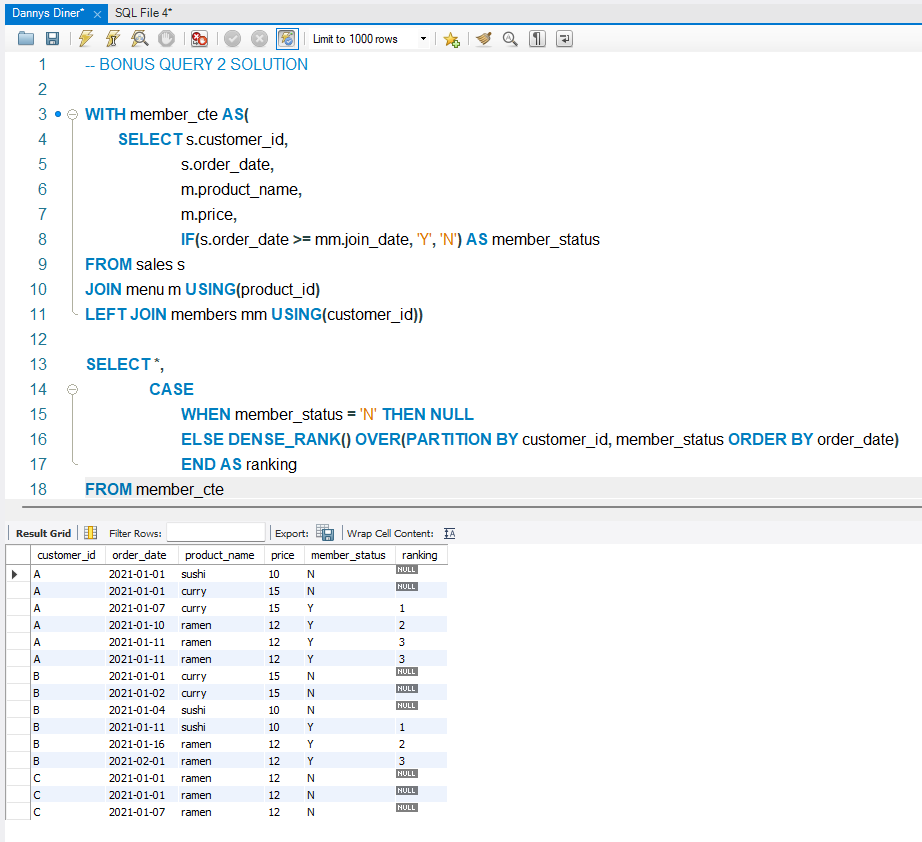 Dannys Diner* × SQL File 4*
Limit to 1000 rows
1 -- BONUS QUERY 2 SOLUTION
2
3 WITH member_cte AS(
4 SELECT s.customer_id,
5 s.order_date,
6 m.product_name,
7 m.price,
8 IF(s.order_date >= mm.join_date, 'Y', 'N') AS member_status
9 FROM sales s
10 JOIN menu m USING(product_id)
11 LEFT JOIN members mm USING(customer_id))
12
13 SELECT *,
14 CASE
15 WHEN member_status = 'N' THEN NULL
16 ELSE DENSE_RANK() OVER(PARTITION BY customer_id, member_status ORDER BY order_date)
17 END AS ranking
18 FROM member_cte
Result Grid Filter Rows: Export: Wrap Cell Content: IA
customer_id order_date product_name price member_status ranking
A 2021-01-01 sushi 10 N NULL
A 2021-01-01 curry 15 N NULL
A 2021-01-07 curry 15 Y 1
A 2021-01-10 ramen 12 Y 2
A 2021-01-11 ramen 12 Y 3
A 2021-01-11 ramen 12 Y 3
B 2021-01-01 curry 15 N NULL
B 2021-01-02 curry 15 N NULL
B 2021-01-04 sushi 10 N NULL
B 2021-01-11 sushi 10 Y 1
B 2021-01-16 ramen 12 Y 2
B 2021-02-01 ramen 12 Y 3
C 2021-01-01 ramen 12 N NULL
C 2021-01-01 ramen 12 N NULL
C 2021-01-07 ramen 12 N NULL